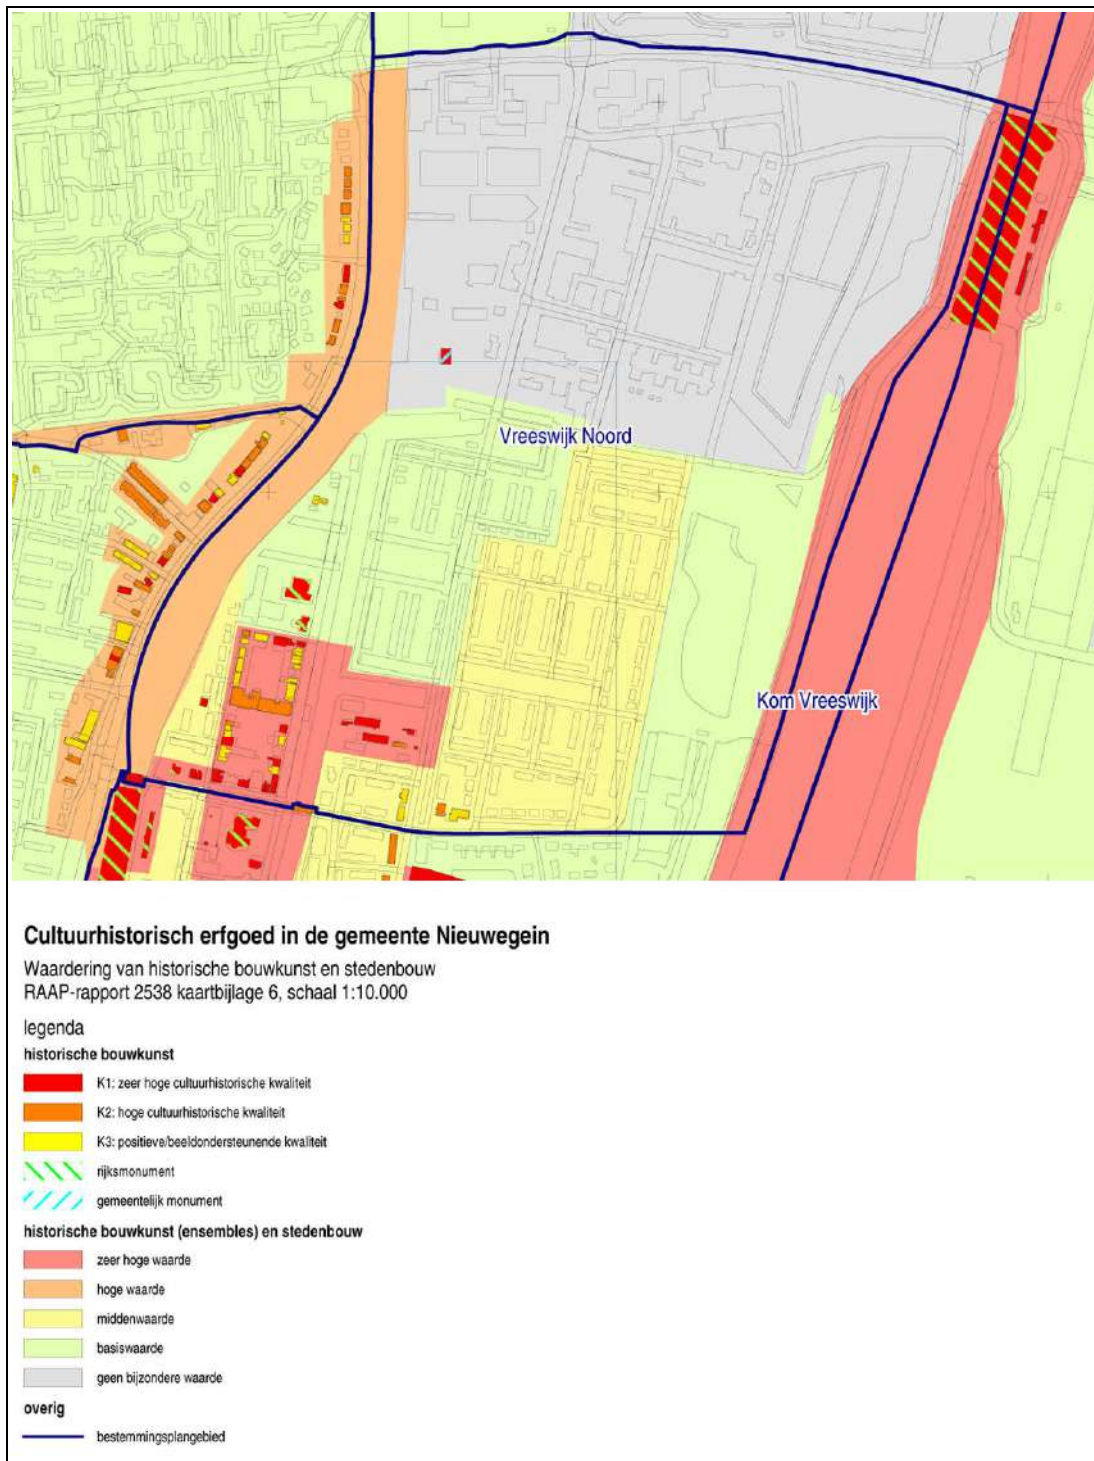 Vreeswijk Noord
Kom Vreeswijk
Cultuurhistorisch erfgoed in de gemeente Nieuwegein
Waardering van historische bouwkunst en stedenbouw
RAAP-rapport 2538 kaartbijlage 6, schaal 1:10.000
legenda
historische bouwkunst
K1: zeer hoge cultuurhistorische kwaliteit
K2: hoge cultuurhistorische kwaliteit
K3: positieve/beeldondersteunende kwaliteit
rijksmonument
gemeentelijk monument
historische bouwkunst (ensembles) en stedenbouw
zeer hoge waarde
hoge waarde
middenwaarde
basiswaarde
geen bijzondere waarde
overig
bestemmingsplangebied